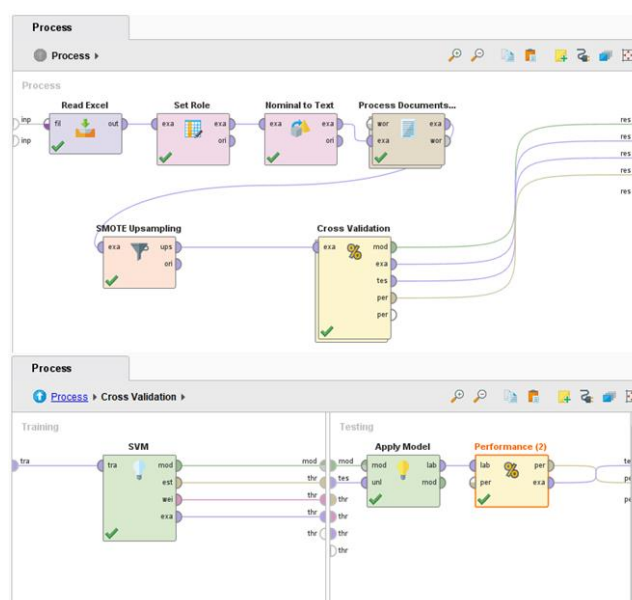 Process
Process
Process
Read Excel
Set Role
Nominal to Text
Process Documents...
inp
fil
out
exa
exa
exa
exa
wor
exa
res
inp
ori
ori
exa
wor
res
res
res
res
SMOTE Upsampling
Cross Validation
exa
ups
exa
mod
ori
exa
tes
per
per
Process
Process
Cross Validation
Training
Testing
SVM
Apply Model
Performance (2)
tra
tra
mod
mod
mod
mod
lab
lab
per
est
thr
tes
unl
mod
per
exa
wei
thr
thr
exa
thr
thr
thr
thr
thr